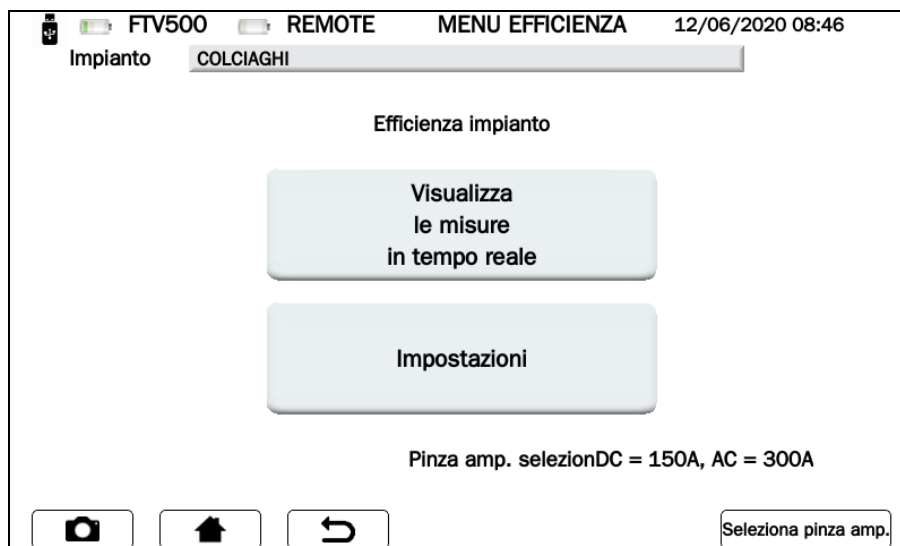 FTV500 REMOTE MENU EFFICIENZA 12/06/2020 08:46
Impianto COLCIAGHI
Efficienza impianto
Visualizza
le misure
in tempo reale
Impostazioni
Pinza amp. selezionDC = 150A, AC = 300A
Seleziona pinza amp.